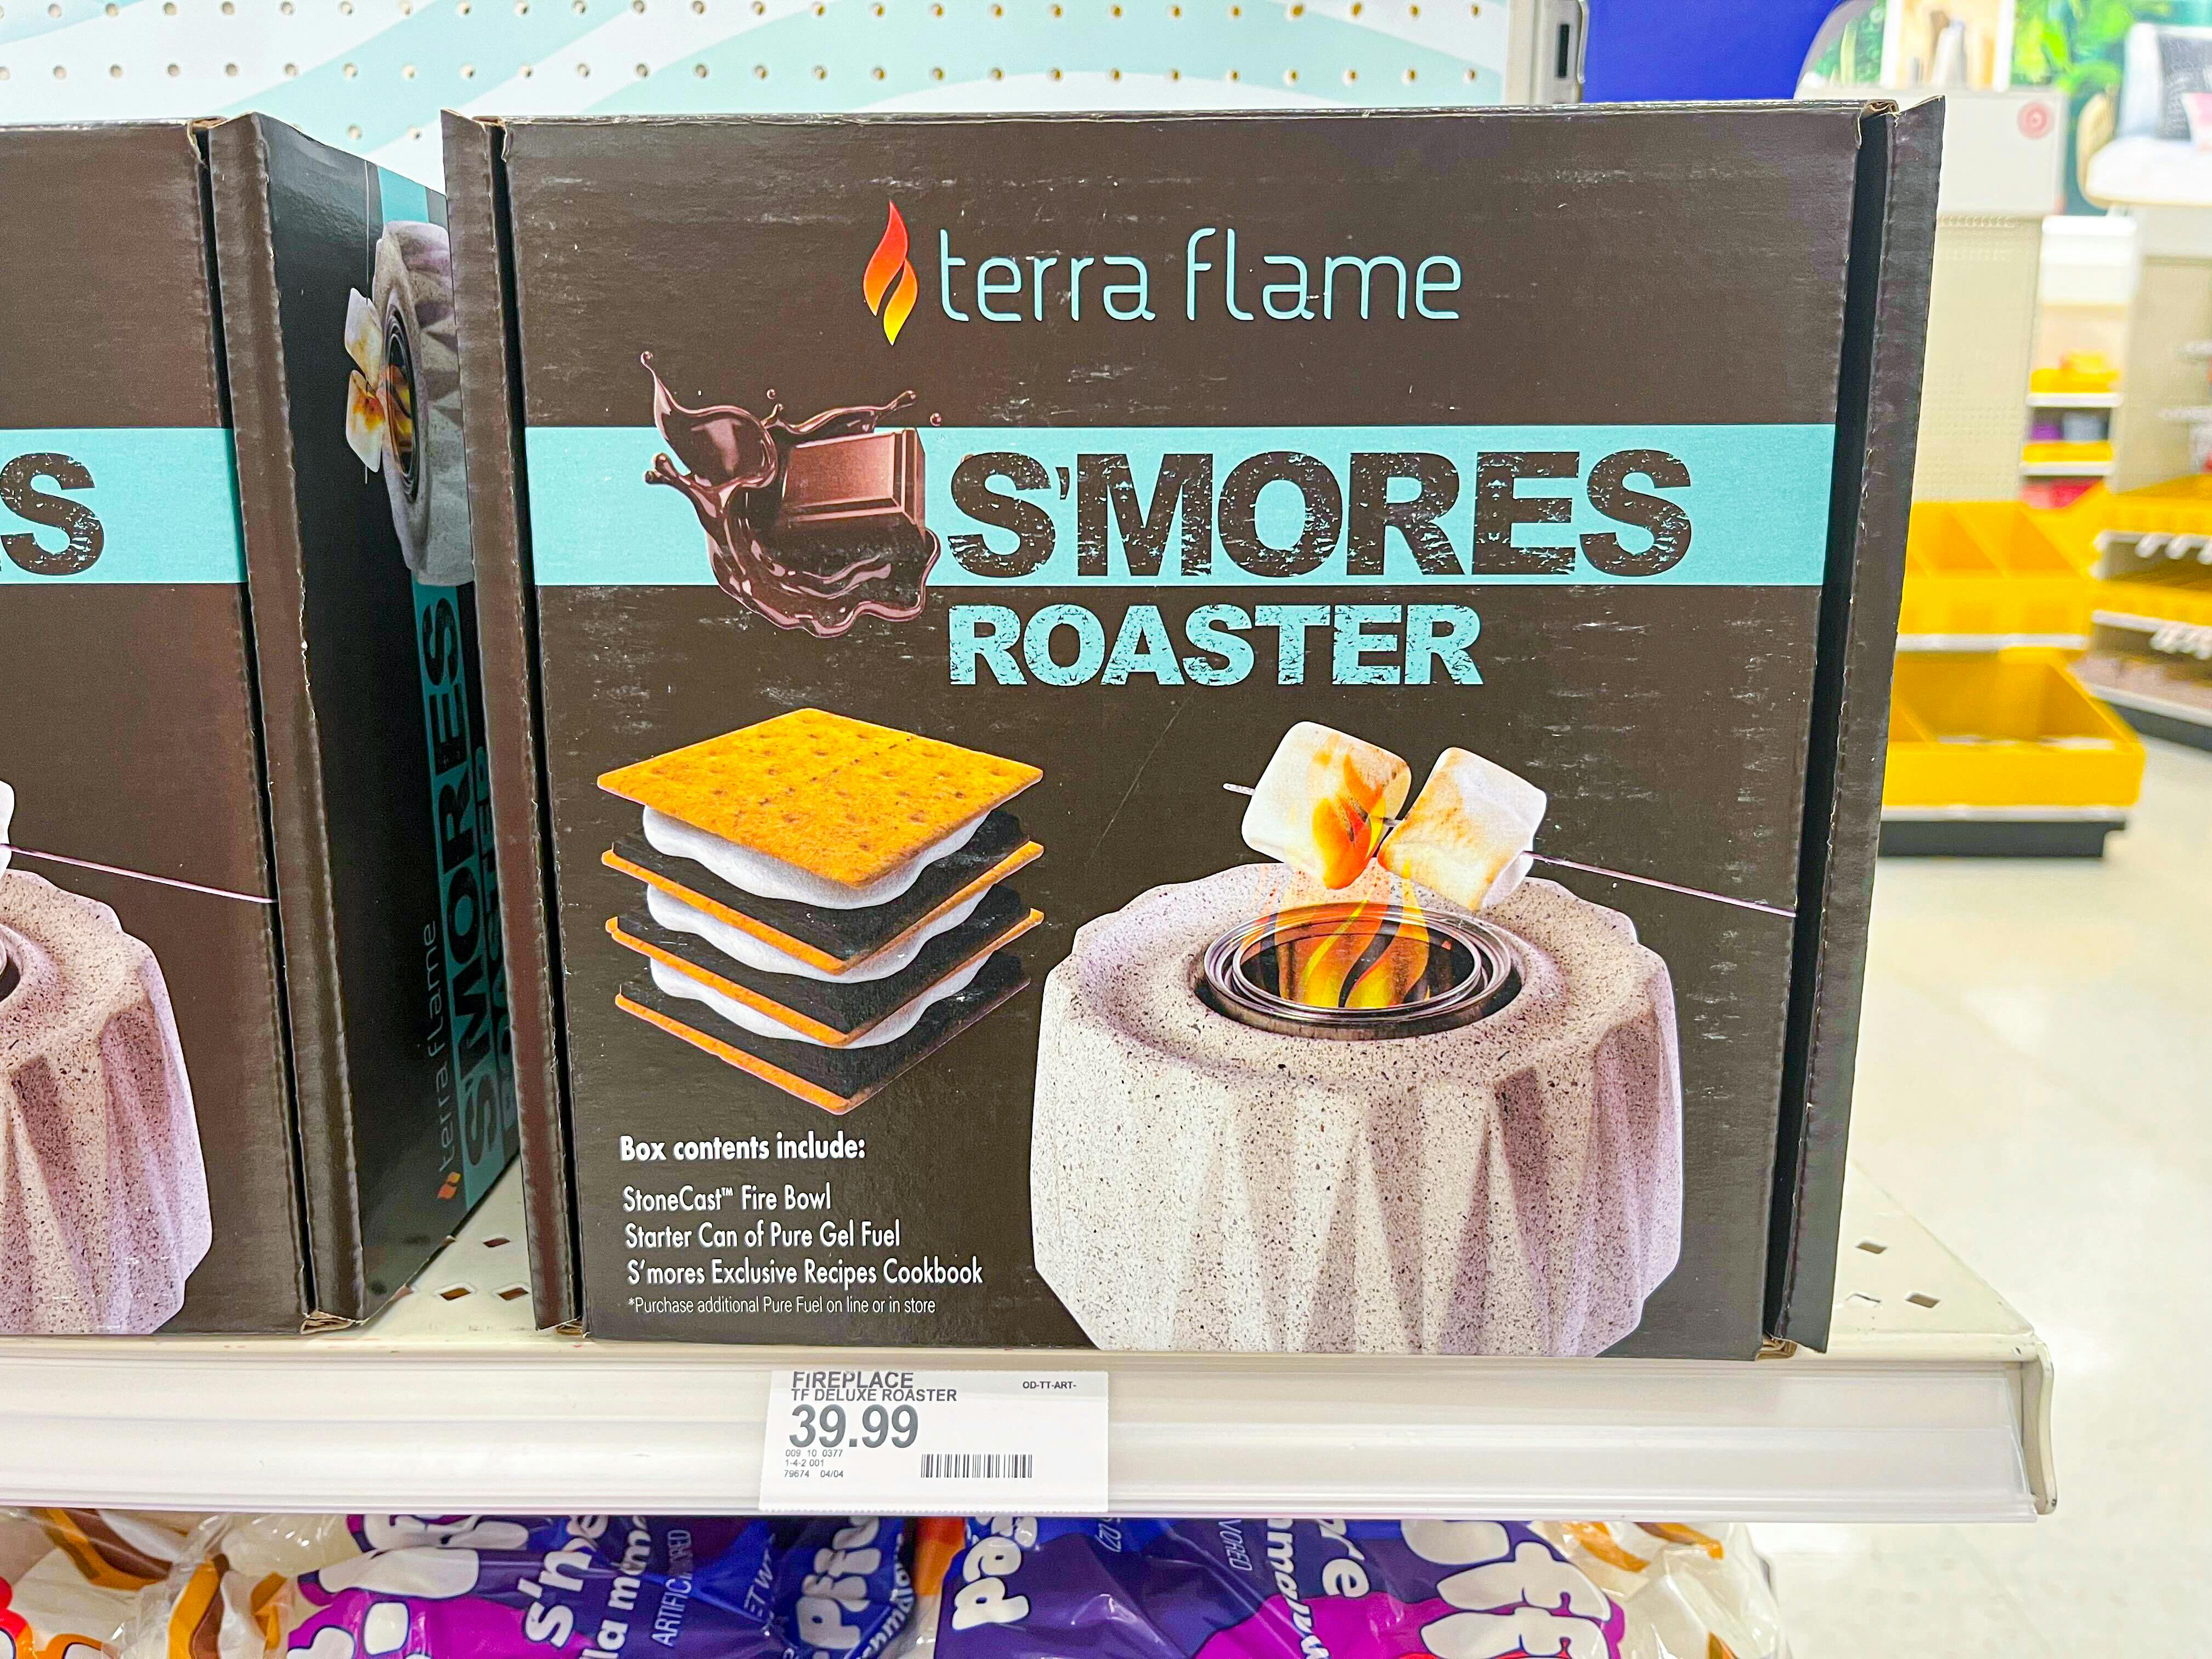 terra flame
S'MORES
ROASTER
Box contents include:
StoneCast™ Fire Bowl
Starter Can of Pure Gel Fuel
S'mores Exclusive Recipes Cookbook
*Purchase additional Pure Fuel on line or in store
S
terra flame
S'MORES
ROASTER
FIREPLACE
TF DELUXE ROASTER
OD-TT-ART-
39.99
009 10 0377
1-4-2 001
79674 04/04